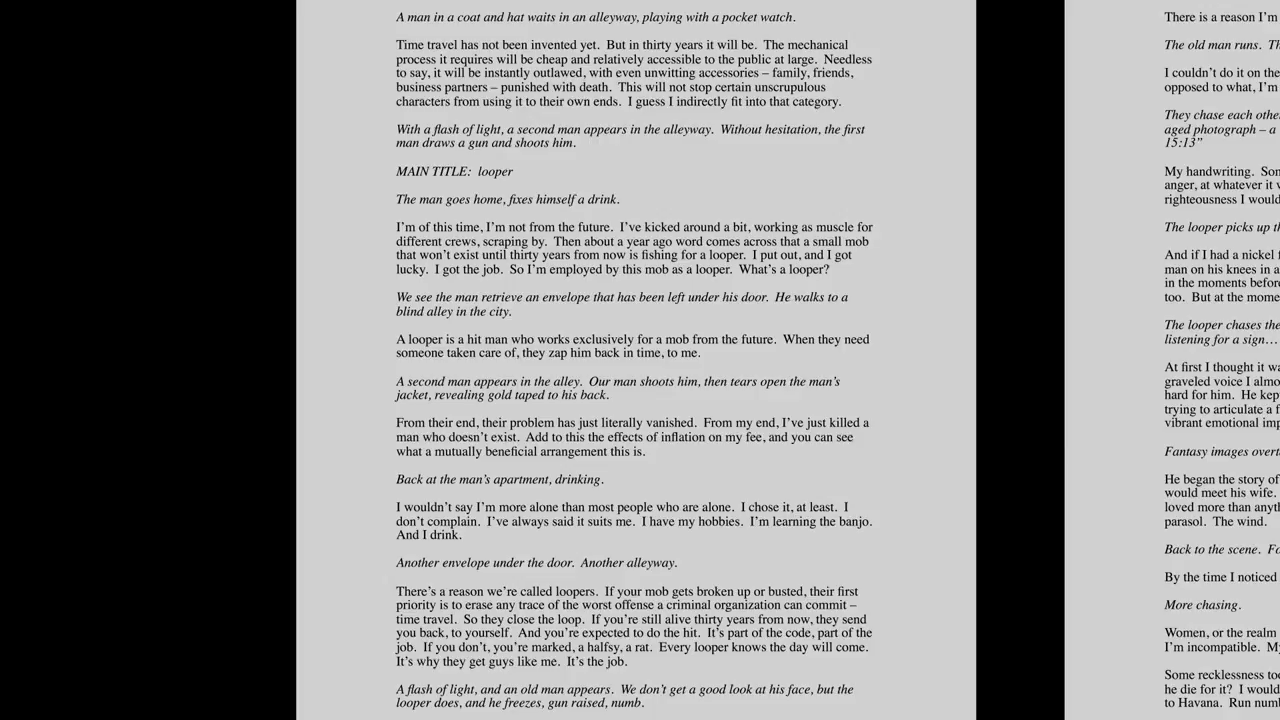 A man in a coat and hat waits in an alleyway, playing with a pocket watch.
Time travel has not been invented yet.  But in thirty years it will be.  The mechanical
process it requires will be cheap and relatively accessible to the public at large.  Needless
to say, it will be instantly outlawed, with even unwitting accessories – family, friends,
business partners – punished with death.  This will not stop certain unscrupulous
characters from using it to their own ends.  I guess I indirectly fit into that category.
With a flash of light, a second man appears in the alleyway.  Without hesitation, the first
man draws a gun and shoots him.
MAIN TITLE:  looper
The man goes home, fixes himself a drink.
I’m of this time, I’m not from the future.  I’ve kicked around a bit, working as muscle for
different crews, scraping by.  Then about a year ago word comes across that a small mob
that won’t exist until thirty years from now is fishing for a looper.  I put out, and I got
lucky.  I got the job.  So I’m employed by this mob as a looper.  What’s a looper?
We see the man retrieve an envelope that has been left under his door.  He walks to a
blind alley in the city.
A looper is a hit man who works exclusively for a mob from the future.  When they need
someone taken care of, they zap him back in time, to me.
A second man appears in the alley.  Our man shoots him, then tears open the man’s
jacket, revealing gold taped to his back.
From their end, their problem has just literally vanished.  From my end, I’ve just killed a
man who doesn’t exist.  Add to this the effects of inflation on my fee, and you can see
what a mutually beneficial arrangement this is.
Back at the man’s apartment, drinking.
I wouldn’t say I’m more alone than most people who are alone.  I chose it, at least.  I
don’t complain.  I’ve always said it suits me.  I have my hobbies.  I’m learning the banjo.
And I drink.
Another envelope under the door.  Another alleyway.
There’s a reason we’re called loopers.  If your mob gets broken up or busted, their first
priority is to erase any trace of the worst offense a criminal organization can commit –
time travel.  So they close the loop.  If you’re still alive thirty years from now, they send
you back, to yourself.  And you’re expected to do the hit.  It’s part of the code, part of the
job.  If you don’t, you’re marked, a halfsy, a rat.  Every looper knows the day will come.
It’s why they get guys like me.  It’s the job.
A flash of light, and an old man appears.  We don’t get a good look at his face, but the
looper does, and he freezes, gun raised, numb.
There is a reason I’m
The old man runs.
I couldn’t do it on the
opposed to what, I’m
They chase each
aged photograph – a
15:13”
My handwriting.
anger, at whatever it
righteousness I
The looper picks up
And if I had a nickel
man on his knees in a
in the moments
too.  But at the
The looper chases
listening for a sign…
At first I thought it
graveled voice I
hard for him.  He kept
trying to articulate a
vibrant emotional
Fantasy images
He began the story of
would meet his wife.
loved more than
parasol.  The wind.
Back to the scene.
By the time I noticed
More chasing.
Women, or the realm
I’m incompatible.
Some recklessness
he die for it?  I
to Havana.  Run